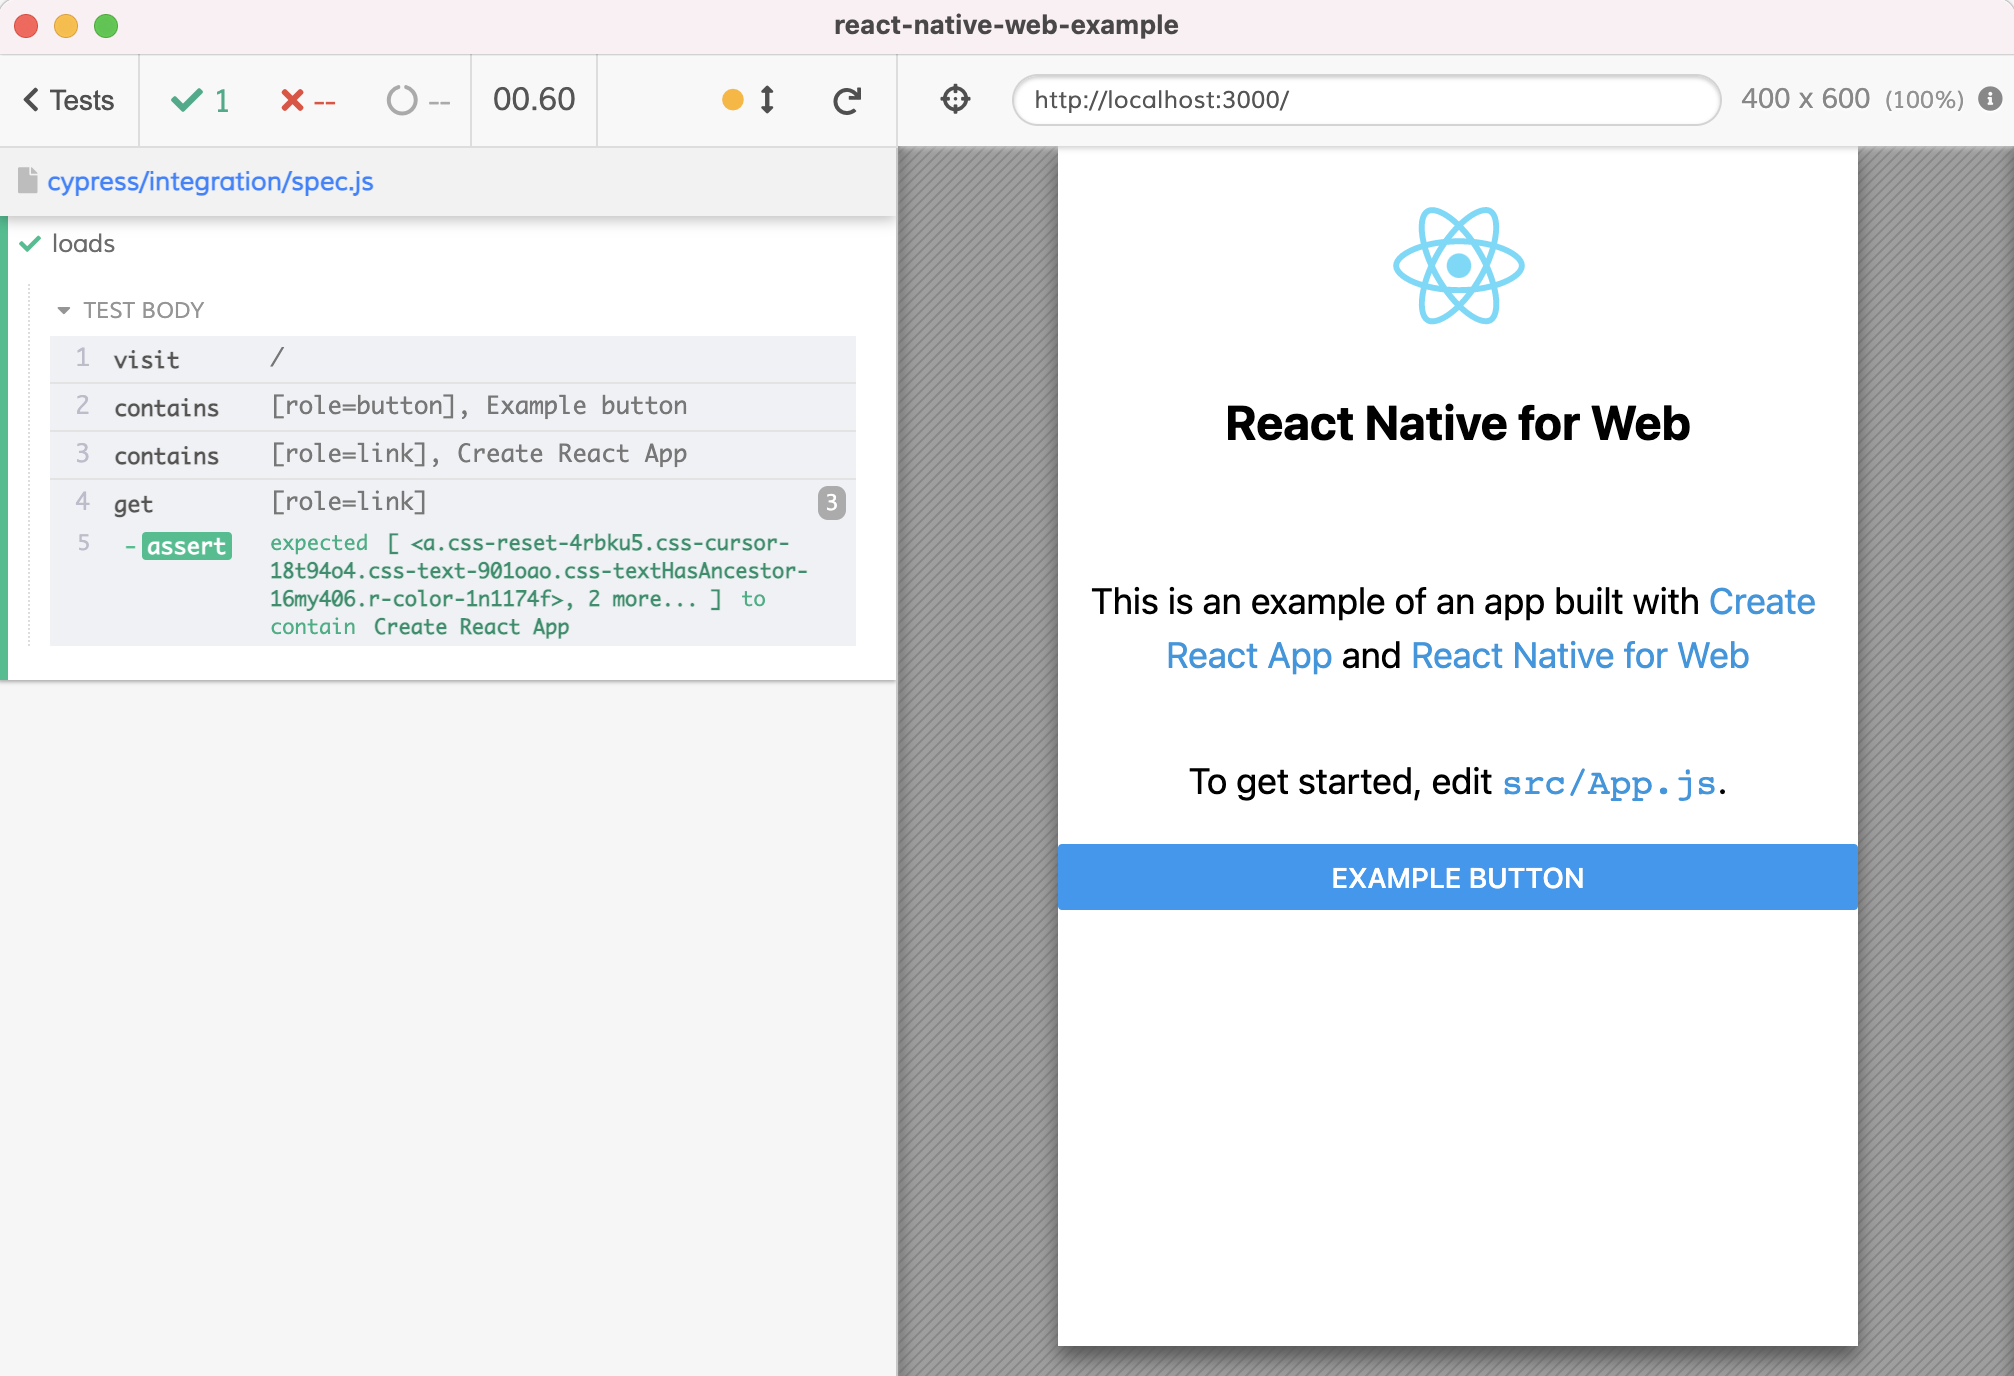 react-native-web-example
Tests
1
--
--
00.60
http://localhost:3000/
400 x 600 (100%)
cypress/integration/spec.js
loads
TEST BODY
1 visit /
2 contains [role=button], Example button
3 contains [role=link], Create React App
4 get [role=link] 3
5 -assert expected [ <a.css-reset-4rbku5.css-cursor-
18t94o4.css-text-901oao.css-textHasAncestor-
16my406.r-color-1n1174f>, 2 more... ] to
contain Create React App
React Native for Web
This is an example of an app built with Create
React App and React Native for Web
To get started, edit src/App.js.
EXAMPLE BUTTON